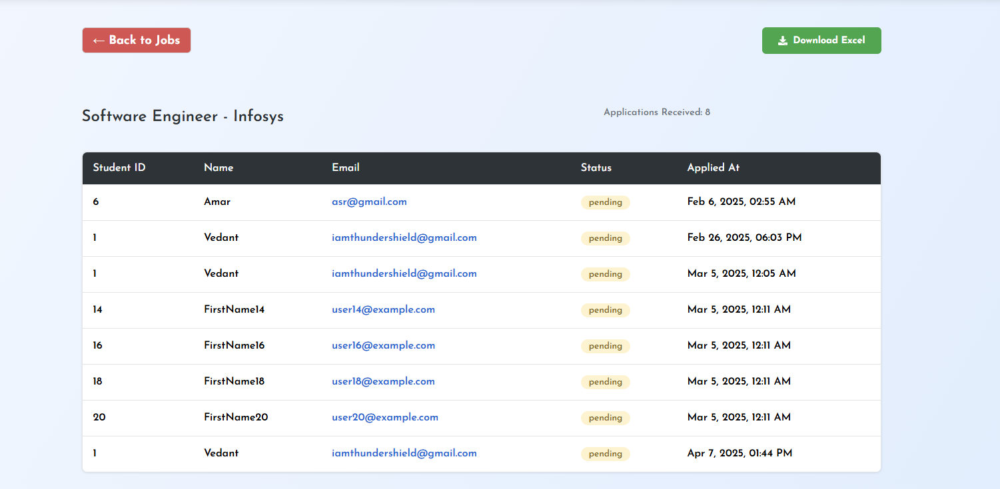 ← Back to Jobs
Download Excel
Software Engineer - Infosys
Applications Received: 8
Student ID Name Email Status Applied At
6 Amar asr@gmail.com pending Feb 6, 2025, 02:55 AM
1 Vedant iamthundershield@gmail.com pending Feb 26, 2025, 06:03 PM
1 Vedant iamthundershield@gmail.com pending Mar 5, 2025, 12:05 AM
14 FirstName14 user14@example.com pending Mar 5, 2025, 12:11 AM
16 FirstName16 user16@example.com pending Mar 5, 2025, 12:11 AM
18 FirstName18 user18@example.com pending Mar 5, 2025, 12:11 AM
20 FirstName20 user20@example.com pending Mar 5, 2025, 12:11 AM
1 Vedant iamthundershield@gmail.com pending Apr 7, 2025, 01:44 PM